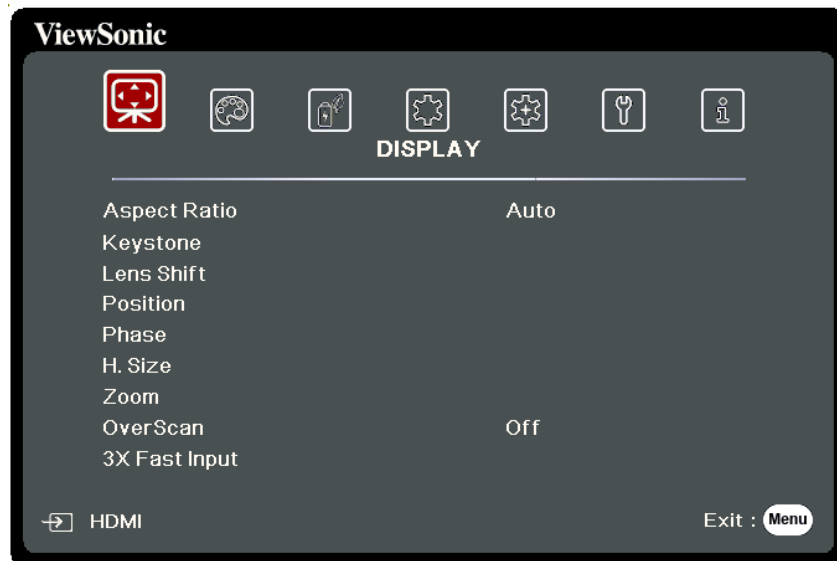 ViewSonic
DISPLAY
Aspect Ratio Auto
Keystone
Lens Shift
Position
Phase
H. Size
Zoom
OverScan Off
3X Fast Input
HDMI Exit : Menu